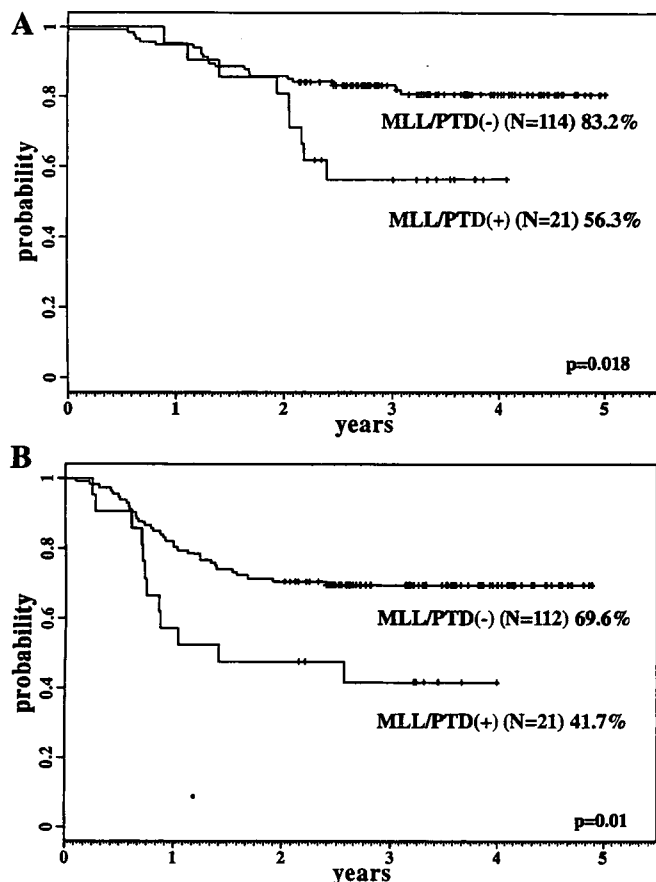 A
probability
1
0.8
0.6
0.4
0.2
0
MLL/PTD(-) (N=114) 83.2%
MLL/PTD(+) (N=21) 56.3%
p=0.018
0 1 2 3 4 5
years
B
probability
1
0.8
0.6
0.4
0.2
0
MLL/PTD(-) (N=112) 69.6%
MLL/PTD(+) (N=21) 41.7%
p=0.01
0 1 2 3 4 5
years